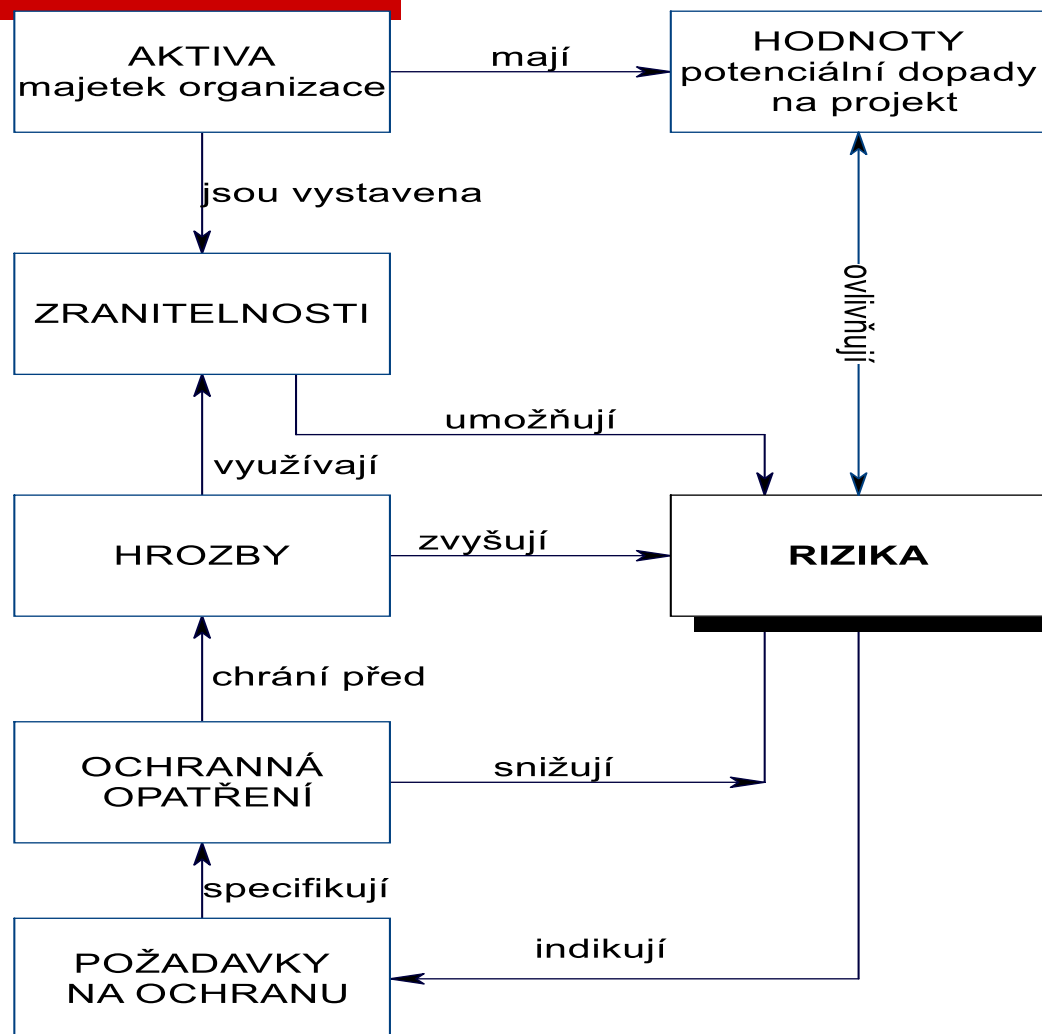 AKTIVA
majetek organizace
mají
HODNOTY
potenciální dopady
na projekt
jsou vystavena
ZRANITELNOSTI
ovlivňují
umožňují
využívají
HROZBY
zvyšují
RIZIKA
chrání před
OCHRANNÁ
OPATŘENÍ
snižují
specifikují
POŽADAVKY
NA OCHRANU
indikují